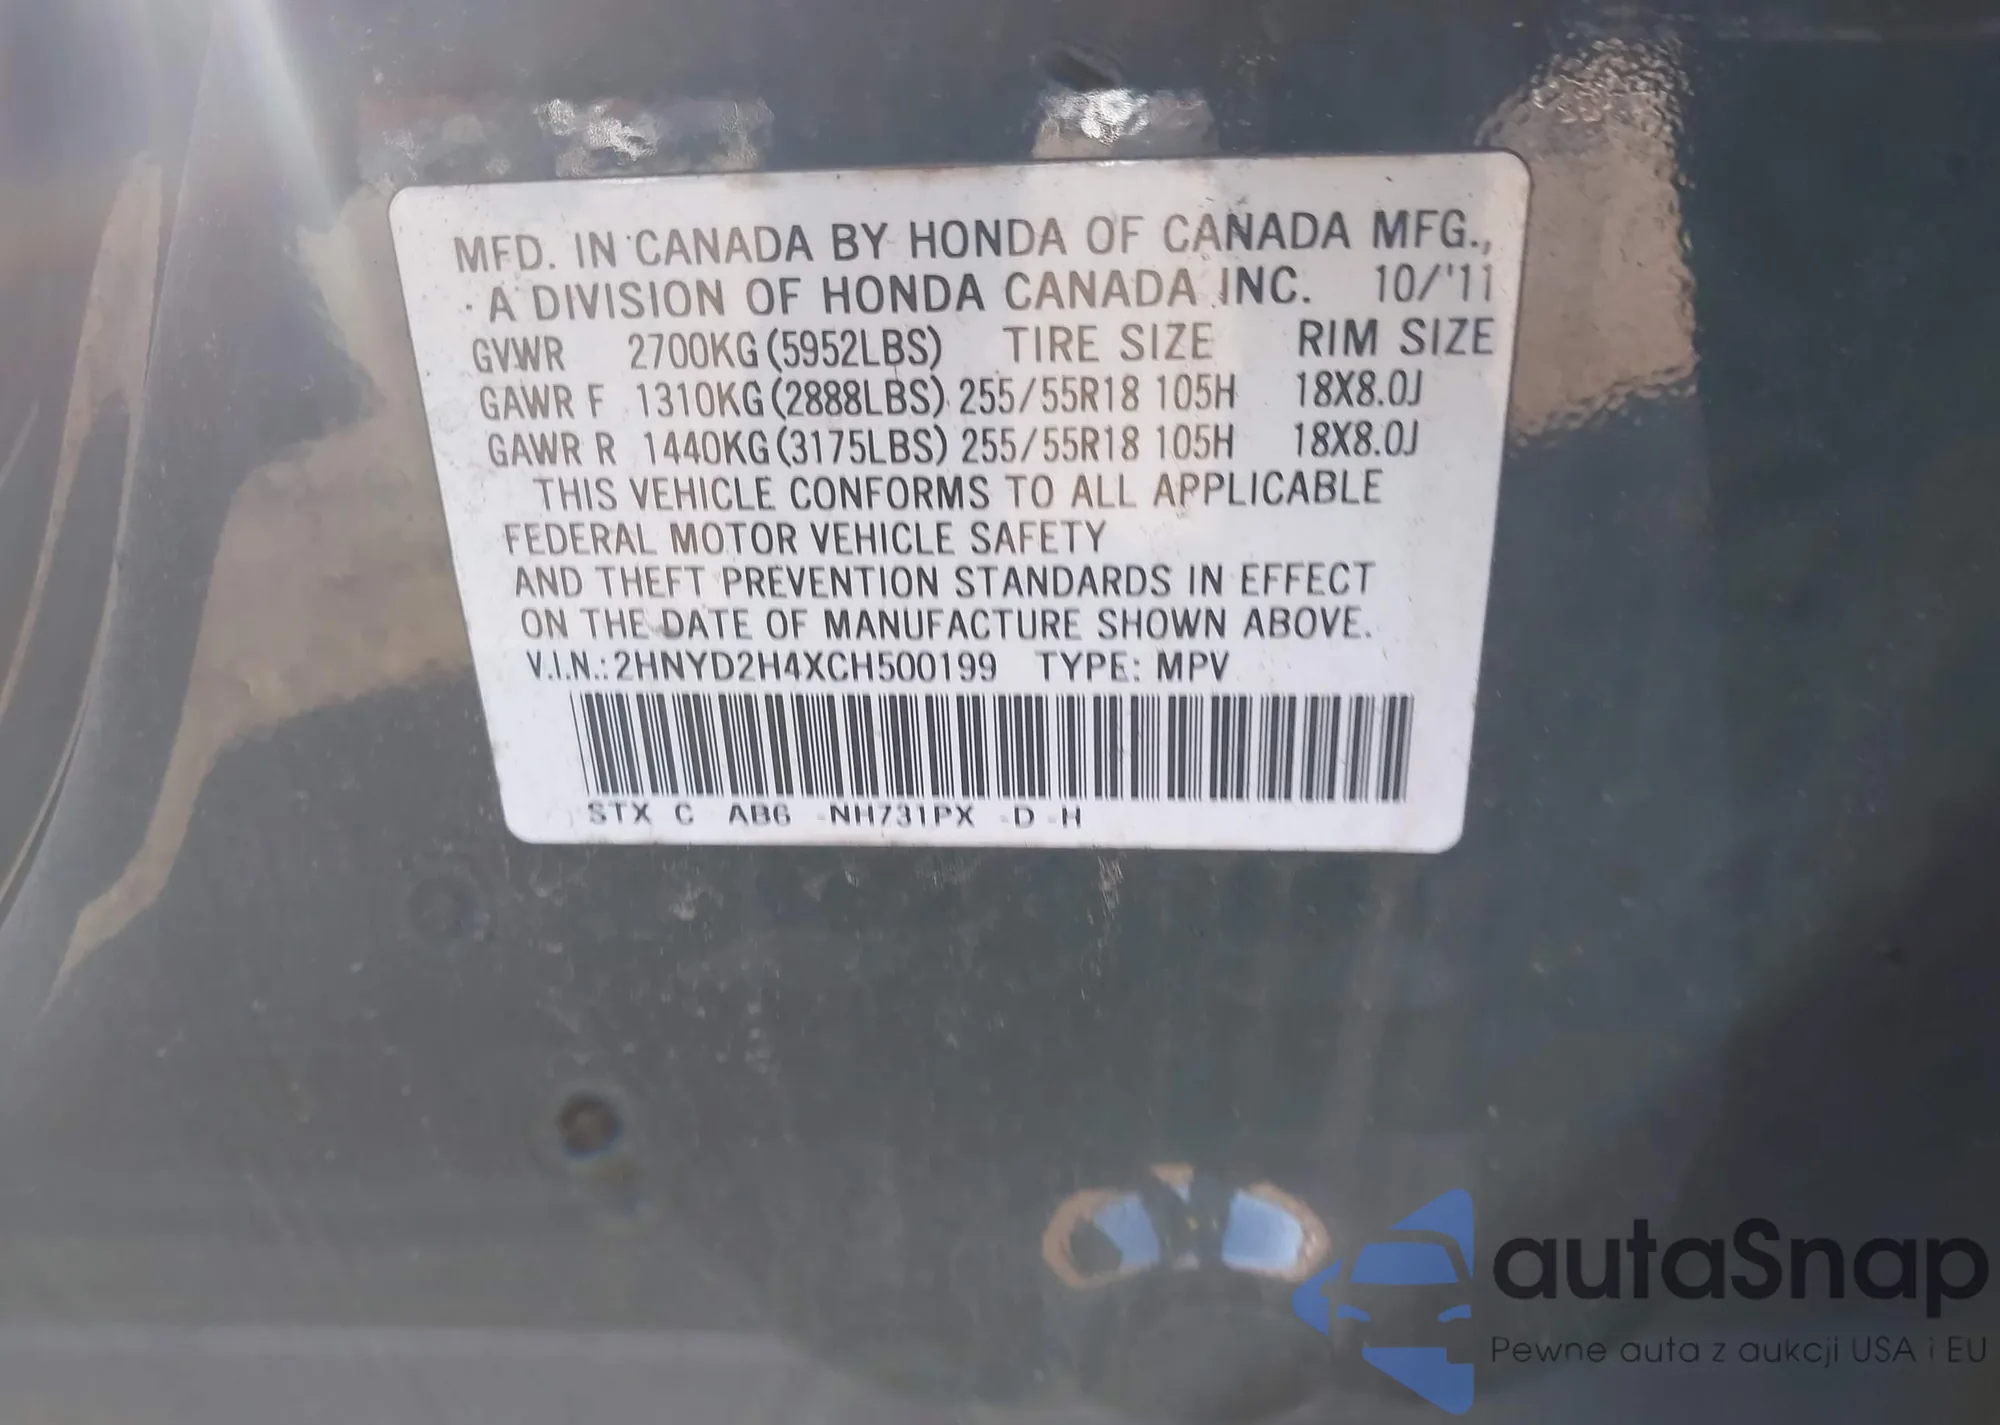 MFD. IN CANADA BY HONDA OF CANADA MFG.,
A DIVISION OF HONDA CANADA INC. 10/'11
GVWR 2700KG (5952LBS) TIRE SIZE RIM SIZE
GAWR F 1310KG (2888LBS) 255/55R18 105H 18X8.0J
GAWR R 1440KG (3175LBS) 255/55R18 105H 18X8.0J
THIS VEHICLE CONFORMS TO ALL APPLICABLE
FEDERAL MOTOR VEHICLE SAFETY
AND THEFT PREVENTION STANDARDS IN EFFECT
ON THE DATE OF MANUFACTURE SHOWN ABOVE.
V.I.N.: 2HNYD2H4XCH500199 TYPE: MPV
STX C AB6 -NH731PX -D-H
autaSnap
Pewne auta z aukcji USA i EU